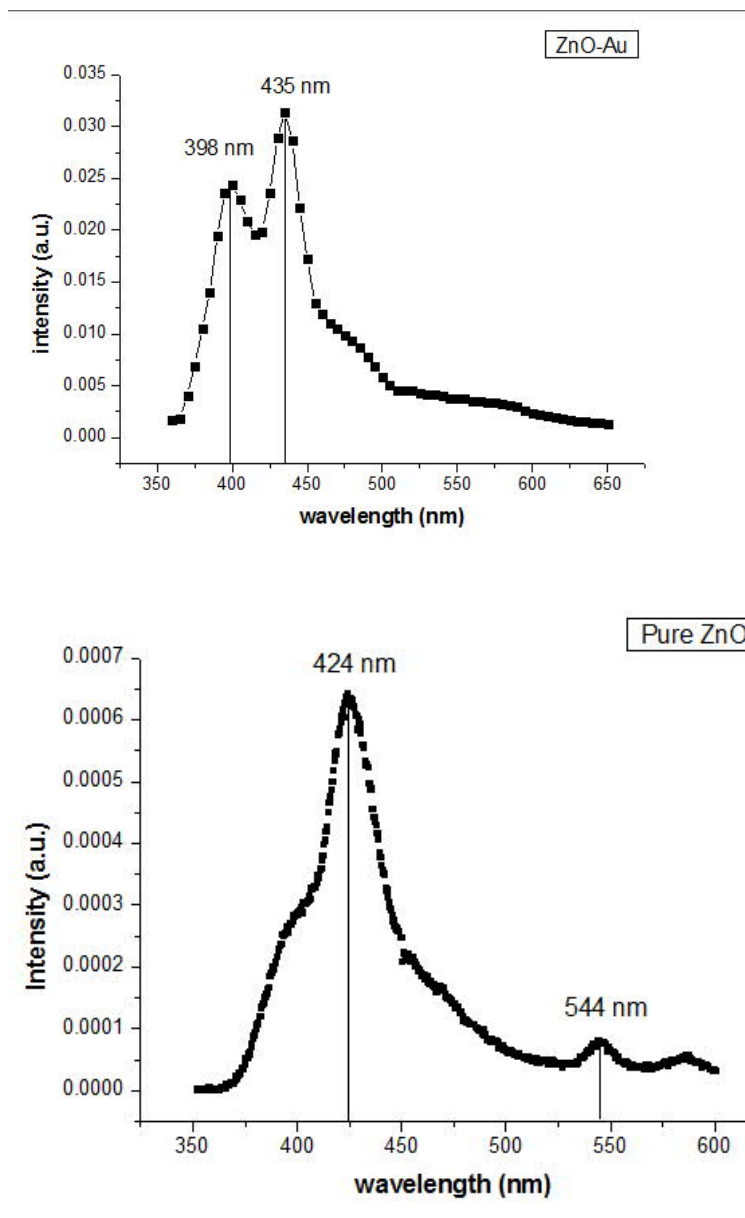 ZnO-Au
0.035
435 nm
0.030
398 nm
0.025
0.020
0.015
0.010
0.005
0.000
intensity (a.u.)
350 400 450 500 550 600 650
wavelength (nm)
Pure ZnO
0.0007
424 nm
0.0006
0.0005
0.0004
0.0003
0.0002
0.0001
544 nm
0.0000
Intensity (a.u.)
350 400 450 500 550 600
wavelength (nm)